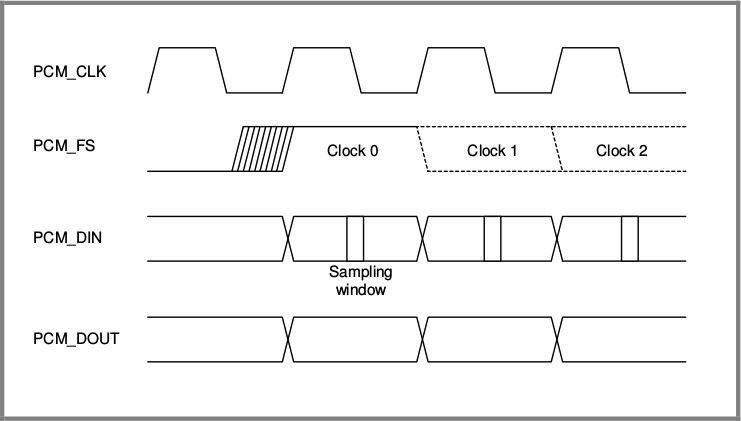 PCM_CLK
PCM_FS
Clock 0
Clock 1
Clock 2
PCM_DIN
Sampling
window
PCM_DOUT